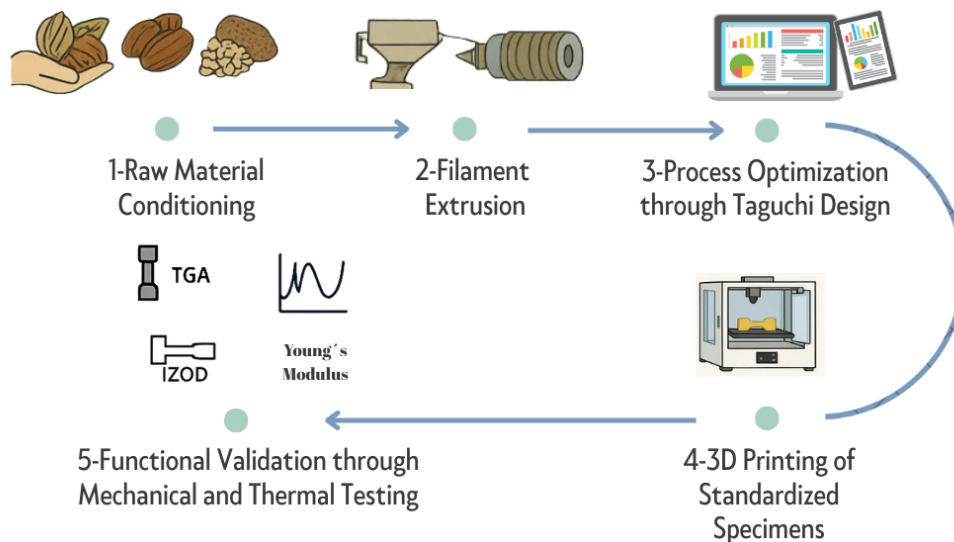 1-Raw Material
Conditioning
2-Filament
Extrusion
3-Process Optimization
through Taguchi Design
TGA
IZOD
Young´s
Modulus
4-3D Printing of
Standardized
Specimens
5-Functional Validation through
Mechanical and Thermal Testing